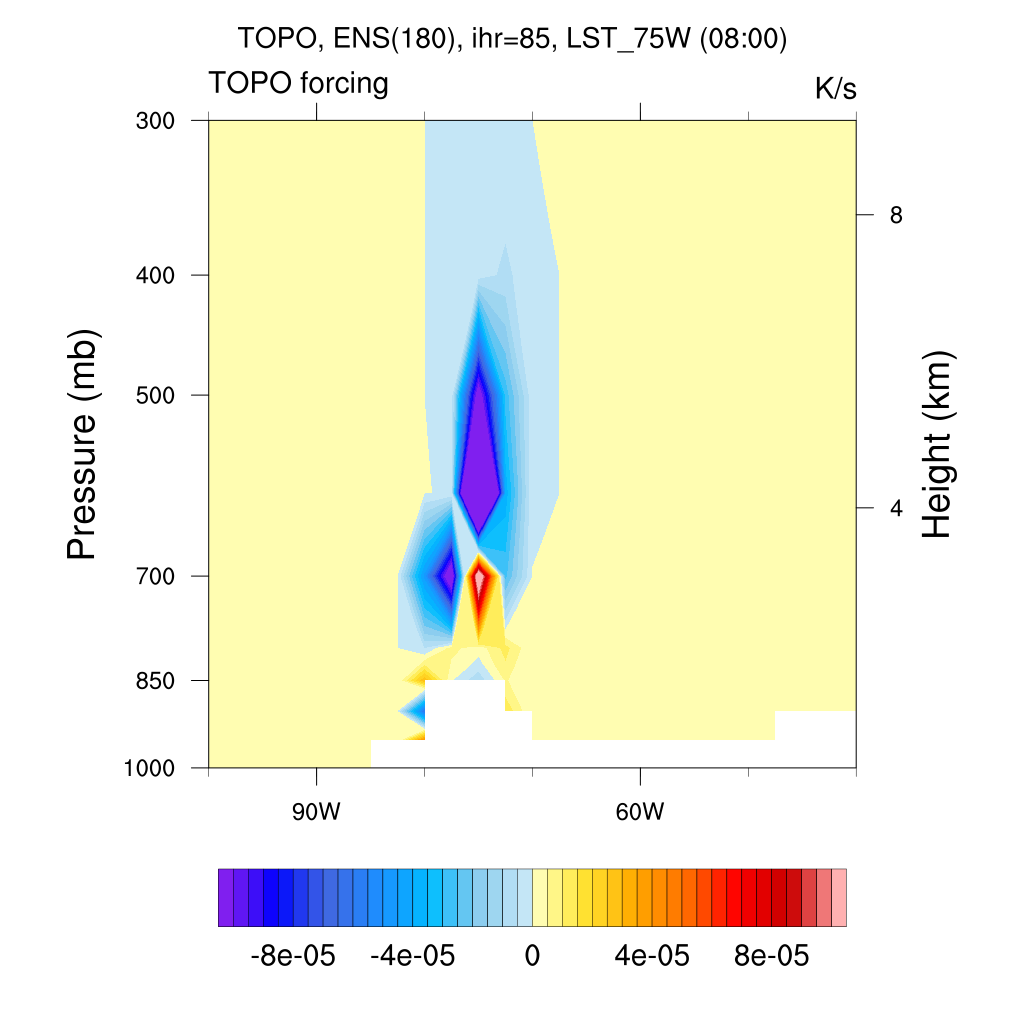 TOPO, ENS(180), ihr=85, LST_75W (08:00)
TOPO forcing
K/s
300
400
500
700
850
1000
Pressure (mb)
8
4
Height (km)
90W
60W
-8e-05
-4e-05
0
4e-05
8e-05